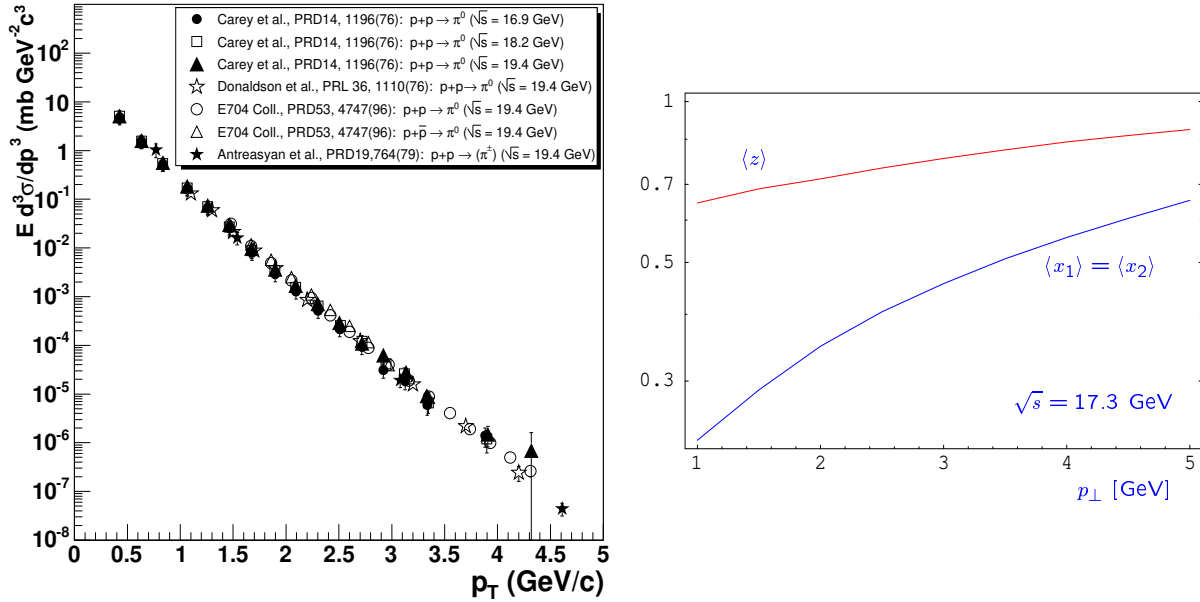 Carey et al., PRD14, 1196(76): p+p → π⁰ (√s = 16.9 GeV)
Carey et al., PRD14, 1196(76): p+p → π⁰ (√s = 18.2 GeV)
Carey et al., PRD14, 1196(76): p+p → π⁰ (√s = 19.4 GeV)
Donaldson et al., PRL 36, 1110(76): p+p → π⁰ (√s = 19.4 GeV)
E704 Coll., PRD53, 4747(96): p+p → π⁰ (√s = 19.4 GeV)
E704 Coll., PRD53, 4747(96): p+p̄ → π⁰ (√s = 19.4 GeV)
Antreasyan et al., PRD19,764(79): p+p → (π±) (√s = 19.4 GeV)
E d³σ/dp³ (mb GeV⁻²c³)
10²
10
1
10⁻¹
10⁻²
10⁻³
10⁻⁴
10⁻⁵
10⁻⁶
10⁻⁷
10⁻⁸
0 0.5 1 1.5 2 2.5 3 3.5 4 4.5 5
p_T (GeV/c)
1
0.7
0.5
0.3
⟨z⟩
⟨x₁⟩ = ⟨x₂⟩
√s = 17.3 GeV
1 2 3 4 5
p⊥ [GeV]